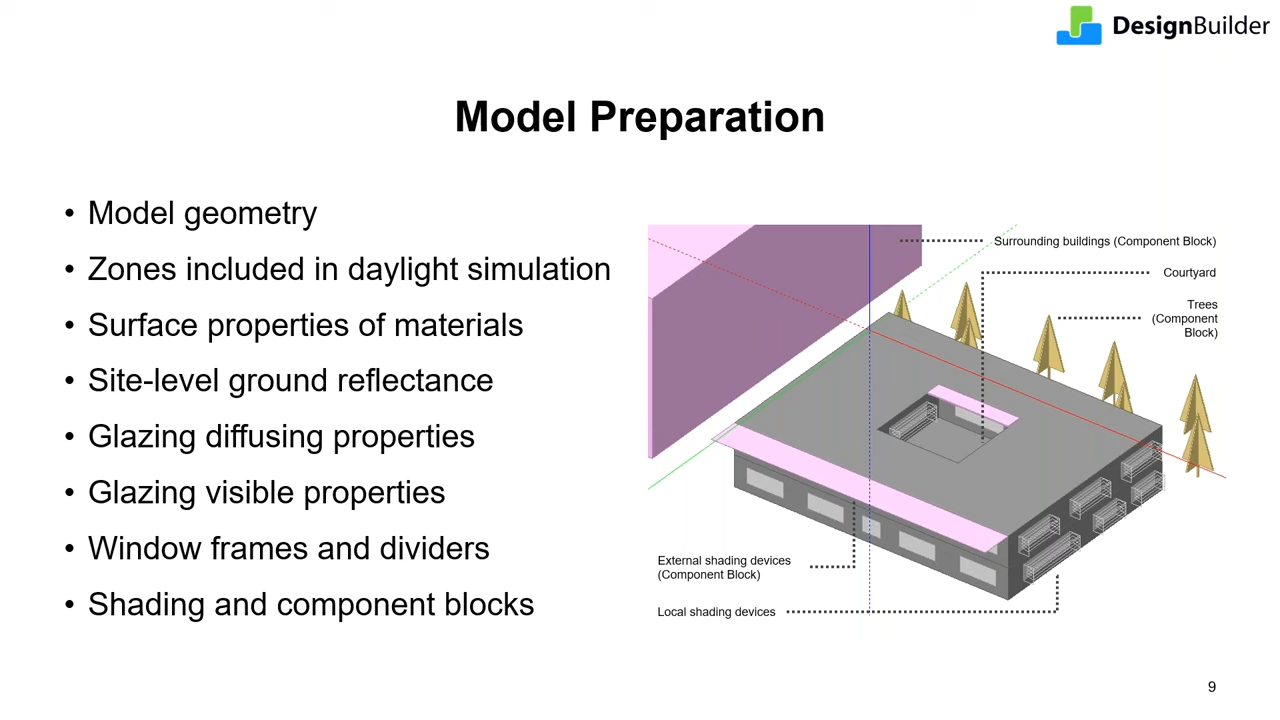 DesignBuilder
Model Preparation
• Model geometry
• Zones included in daylight simulation
• Surface properties of materials
• Site-level ground reflectance
• Glazing diffusing properties
• Glazing visible properties
• Window frames and dividers
• Shading and component blocks
Surrounding buildings (Component Block)
Courtyard
Trees
(Component
Block)
External shading devices
(Component Block)
Local shading devices
9